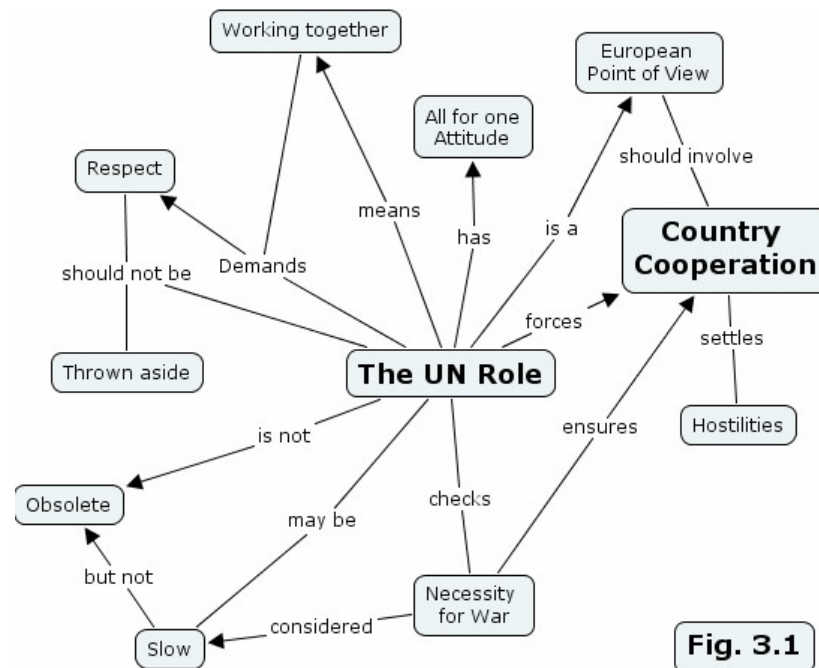 Working together
European
Point of View
All for one
Attitude
Respect
should involve
means
is a
has
Country
Cooperation
should not be
Demands
forces
settles
Thrown aside
The UN Role
Hostilities
is not
ensures
Obsolete
checks
may be
but not
Necessity
for War
considered
Slow
Fig. 3.1